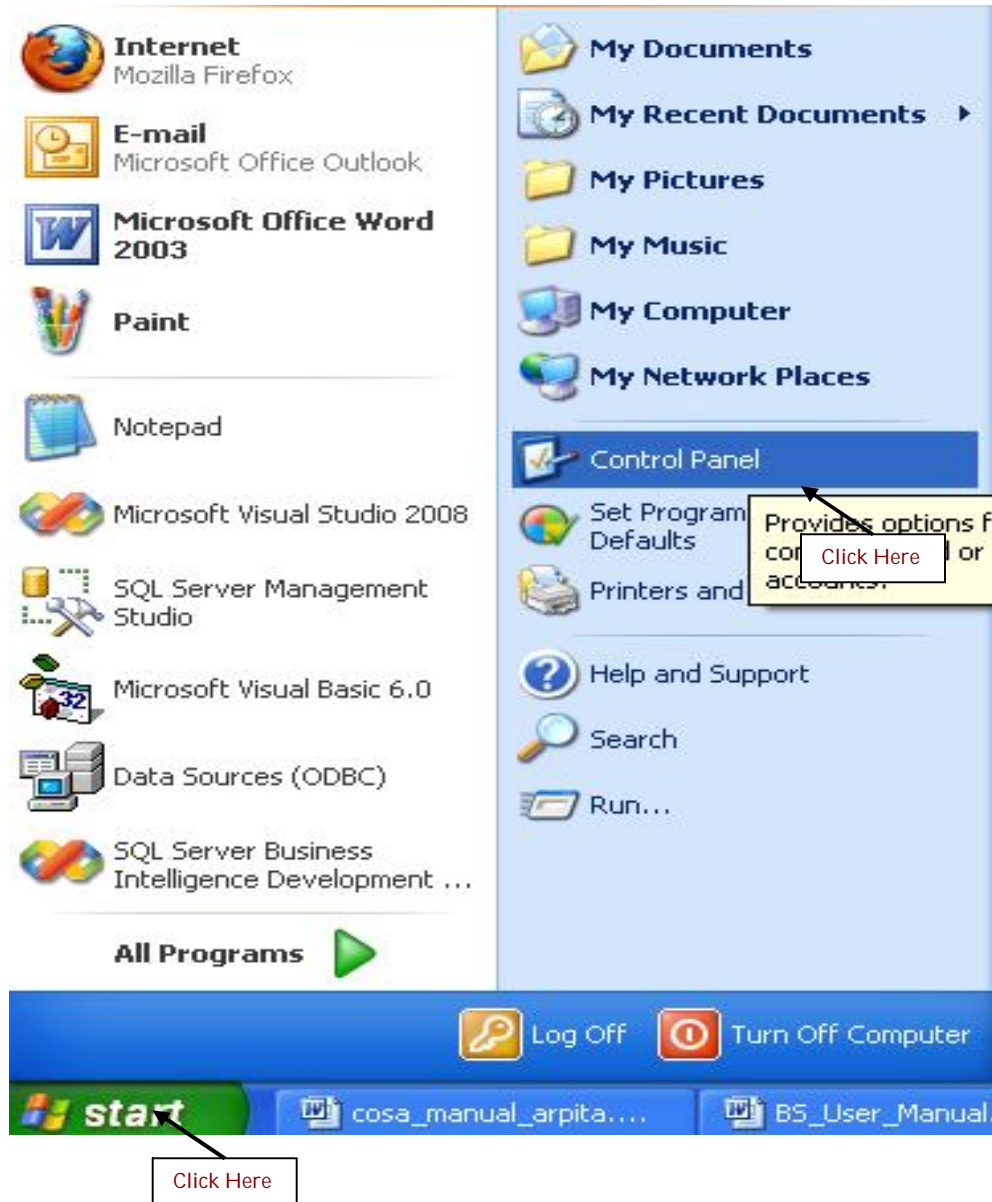 Internet
Mozilla Firefox
E-mail
Microsoft Office Outlook
Microsoft Office Word
2003
Paint
Notepad
Microsoft Visual Studio 2008
SQL Server Management
Studio
Microsoft Visual Basic 6.0
32
Data Sources (ODBC)
SQL Server Business
Intelligence Development ...
All Programs
My Documents
My Recent Documents
My Pictures
My Music
My Computer
My Network Places
Control Panel
Set Program
Defaults
Printers and
Provides options f
or
accounts.
Click Here
Help and Support
Search
Run...
Log Off
Turn Off Computer
start
cosa_manual_arpita....
BS_User_Manual.
Click Here